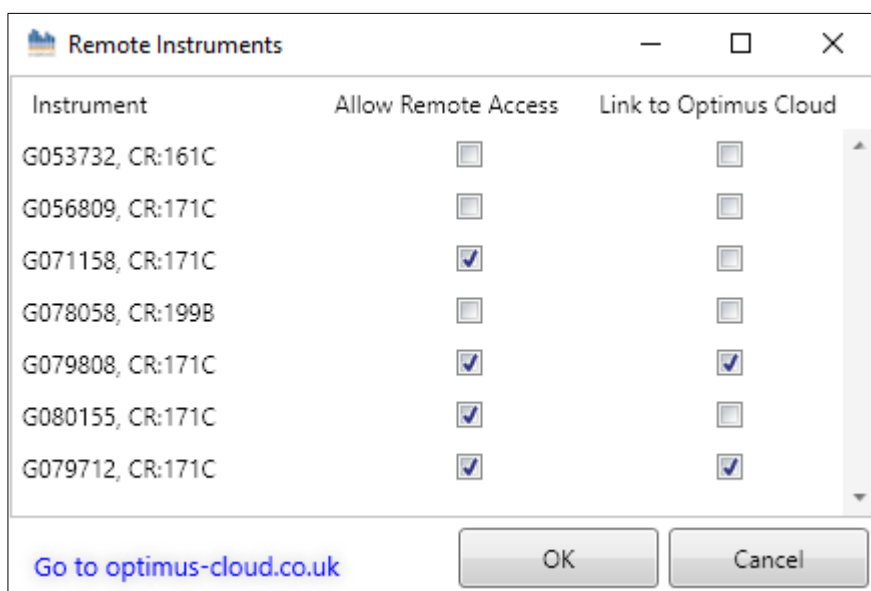 Remote Instruments
Instrument Allow Remote Access Link to Optimus Cloud
G053732, CR:161C
G056809, CR:171C
G071158, CR:171C
G078058, CR:199B
G079808, CR:171C
G080155, CR:171C
G079712, CR:171C
Go to optimus-cloud.co.uk OK Cancel